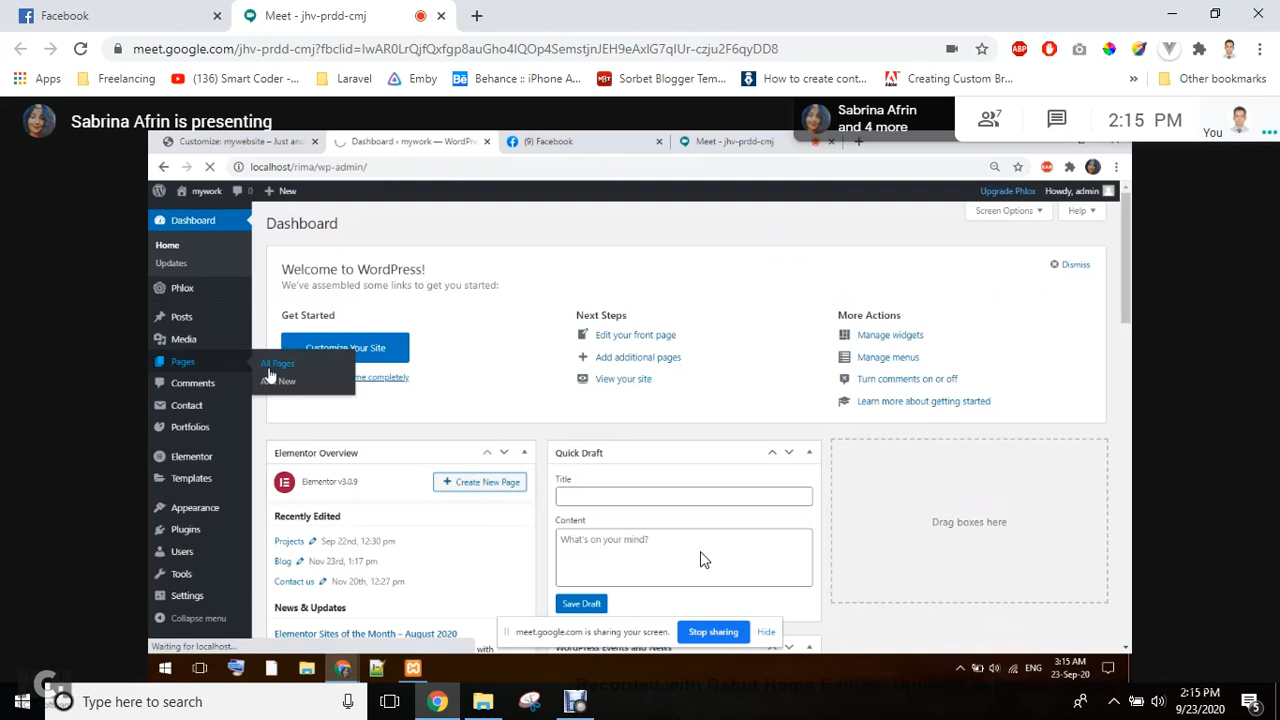 Facebook
Meet - jhv-prdd-cmj
meet.google.com/jhv-prdd-cmj?fbclid=IwAR0LrQjfQxfgp8auGho4IQOp4SemstjnJEH9eAxIG7qIUr-czju2F6qyDD8
Apps
Freelancing
(136) Smart Coder -...
Laravel
Emby
Behance :: iPhone A...
Sorbet Blogger Tem...
How to create cont...
Creating Custom Br...
Other bookmarks
Sabrina Afrin is presenting
Sabrina Afrin
and 4 more
7
2:15 PM
You
Customize: mywebsite – Just ano
Dashboard ‹ mywork — WordPre
(9) Facebook
Meet - jhv-prdd-cmj
localhost/rima/wp-admin/
mywork
0
New
Upgrade Phlox
Howdy, admin
Dashboard
Home
Updates
Phlox
Posts
Media
Pages
All Pages
Comments
Contact
Portfolios
Elementor
Templates
Appearance
Plugins
Users
Tools
Settings
Collapse menu
Dashboard
Screen Options
Help
Welcome to WordPress!
We've assembled some links to get you started:
Dismiss
Get Started
Customize Your Site
me completely
Next Steps
Edit your front page
Add additional pages
View your site
More Actions
Manage widgets
Manage menus
Turn comments on or off
Learn more about getting started
Elementor Overview
Elementor v3.0.9
Create New Page
Recently Edited
Projects
Sep 22nd, 12:30 pm
Blog
Nov 23rd, 1:17 pm
Contact us
Nov 20th, 12:27 pm
News & Updates
Elementor Sites of the Month – August 2020
with
Quick Draft
Title
Content
What's on your mind?
Save Draft
Drag boxes here
WordPress Events and News
meet.google.com is sharing your screen.
Stop sharing
Hide
Waiting for localhost...
ENG
3:15 AM
23-Sep-20
Recorded with Debut Home
Type here to search
2:15 PM
9/23/2020
5